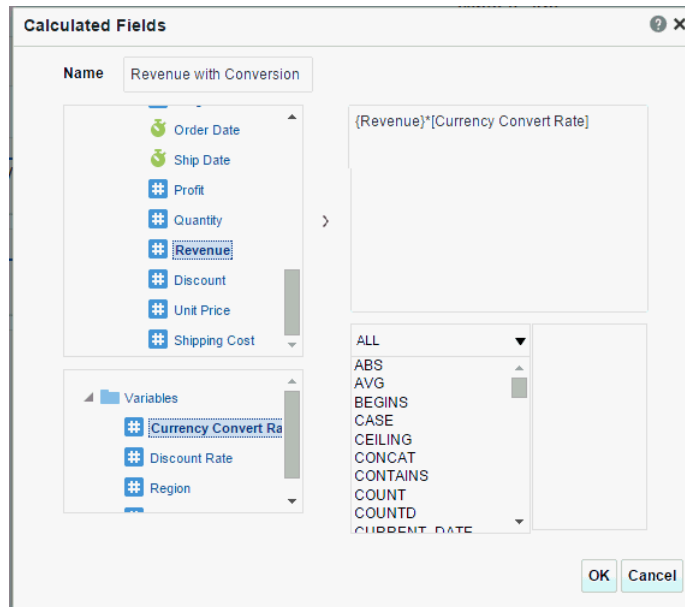 Calculated Fields
Name
Revenue with Conversion
Order Date
Ship Date
Profit
Quantity
Revenue
Discount
Unit Price
Shipping Cost
{Revenue}*[Currency Convert Rate]
Variables
Currency Convert Ra
Discount Rate
Region
ALL
ABS
AVG
BEGINS
CASE
CEILING
CONCAT
CONTAINS
COUNT
COUNTD
CURRENT_DATE
OK
Cancel